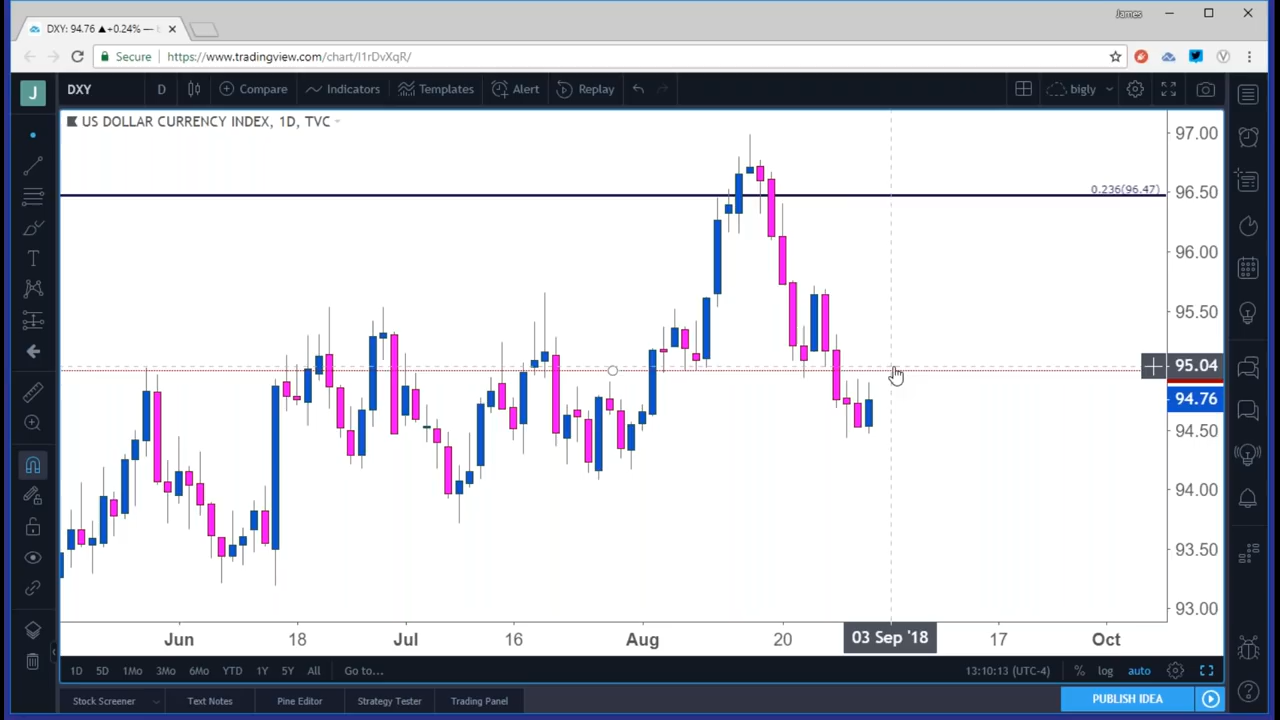 James
DXY: 94.76 ▲+0.24% —
Secure https://www.tradingview.com/chart/I1rDvXqR/
J DXY D Compare Indicators Templates Alert Replay bigly
US DOLLAR CURRENCY INDEX, 1D, TVC
97.00
0.236(96.47)
96.50
96.00
95.50
95.04
94.76
94.50
94.00
93.50
93.00
Jun 18 Jul 16 Aug 20 03 Sep '18 17 Oct
1D 5D 1Mo 3Mo 6Mo YTD 1Y 5Y All Go to... 13:10:13 (UTC-4) % log auto
Stock Screener Text Notes Pine Editor Strategy Tester Trading Panel PUBLISH IDEA